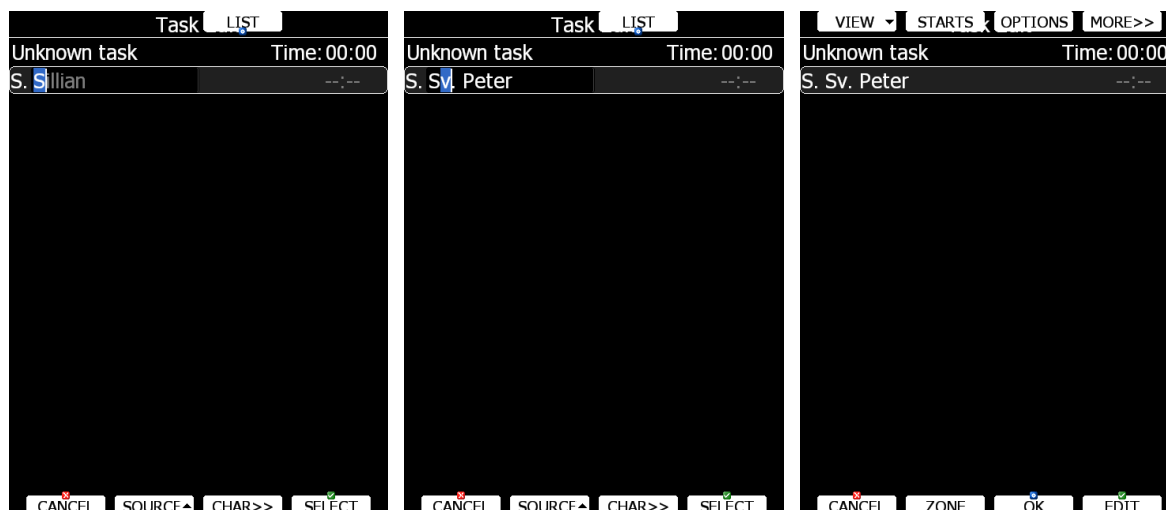 Task
LIST
Unknown task Time: 00:00
S. Sillian --:--
CANCEL SOURCE CHAR>> SELECT
Task
LIST
Unknown task Time: 00:00
S. Sv. Peter --:--
CANCEL SOURCE CHAR>> SELECT
VIEW STARTS OPTIONS MORE>>
Unknown task Time: 00:00
S. Sv. Peter --:--
CANCEL ZONE OK EDIT